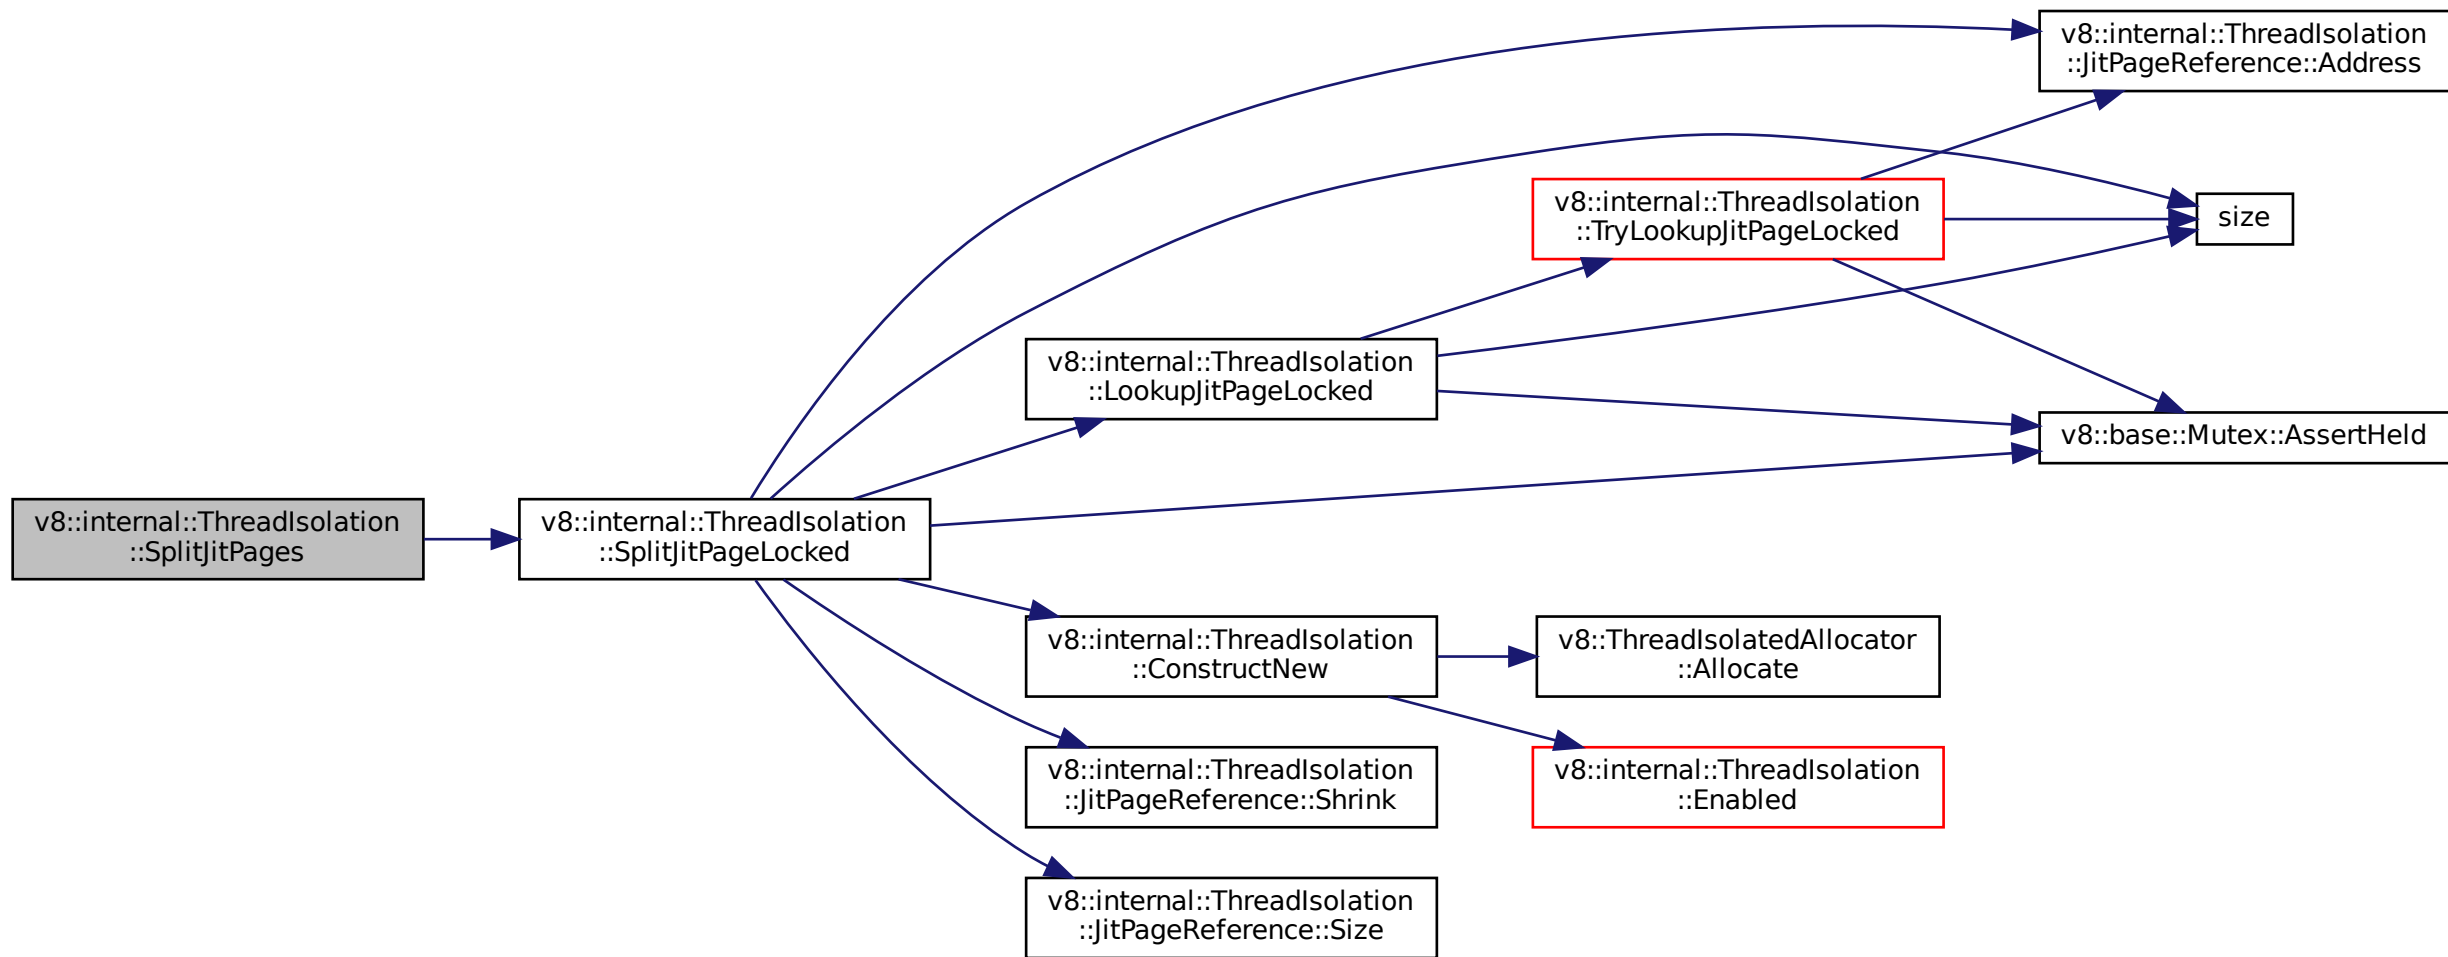 v8::internal::ThreadIsolation
::SplitJitPages
v8::internal::ThreadIsolation
::SplitJitPageLocked
v8::internal::ThreadIsolation
::JitPageReference::Address
size
v8::internal::ThreadIsolation
::TryLookupJitPageLocked
v8::internal::ThreadIsolation
::LookupJitPageLocked
v8::base::Mutex::AssertHeld
v8::internal::ThreadIsolation
::ConstructNew
v8::ThreadIsolatedAllocator
::Allocate
v8::internal::ThreadIsolation
::Enabled
v8::internal::ThreadIsolation
::JitPageReference::Shrink
v8::internal::ThreadIsolation
::JitPageReference::Size